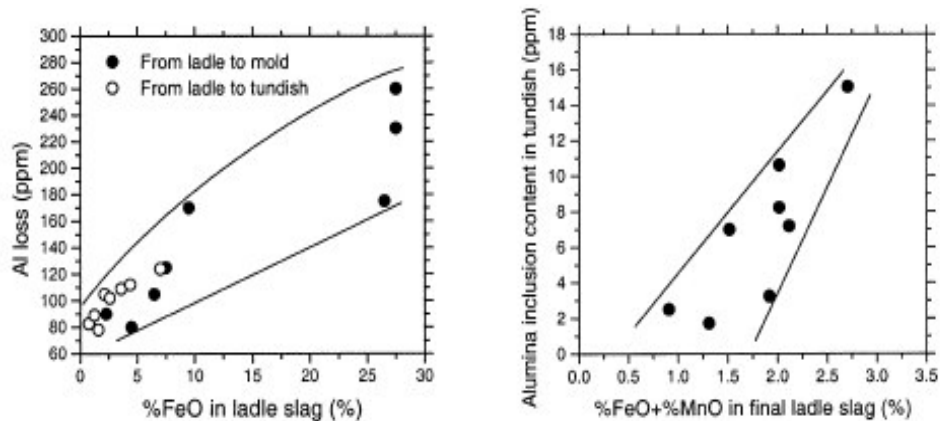 300
280
260
240
220
200
180
160
140
120
100
80
60
Al loss (ppm)
From ladle to mold
From ladle to tundish
0 5 10 15 20 25 30
%FeO in ladle slag (%)
18
16
14
12
10
8
6
4
2
0
Alumina inclusion content in tundish (ppm)
0.0 0.5 1.0 1.5 2.0 2.5 3.0 3.5
%FeO+%MnO in final ladle slag (%)